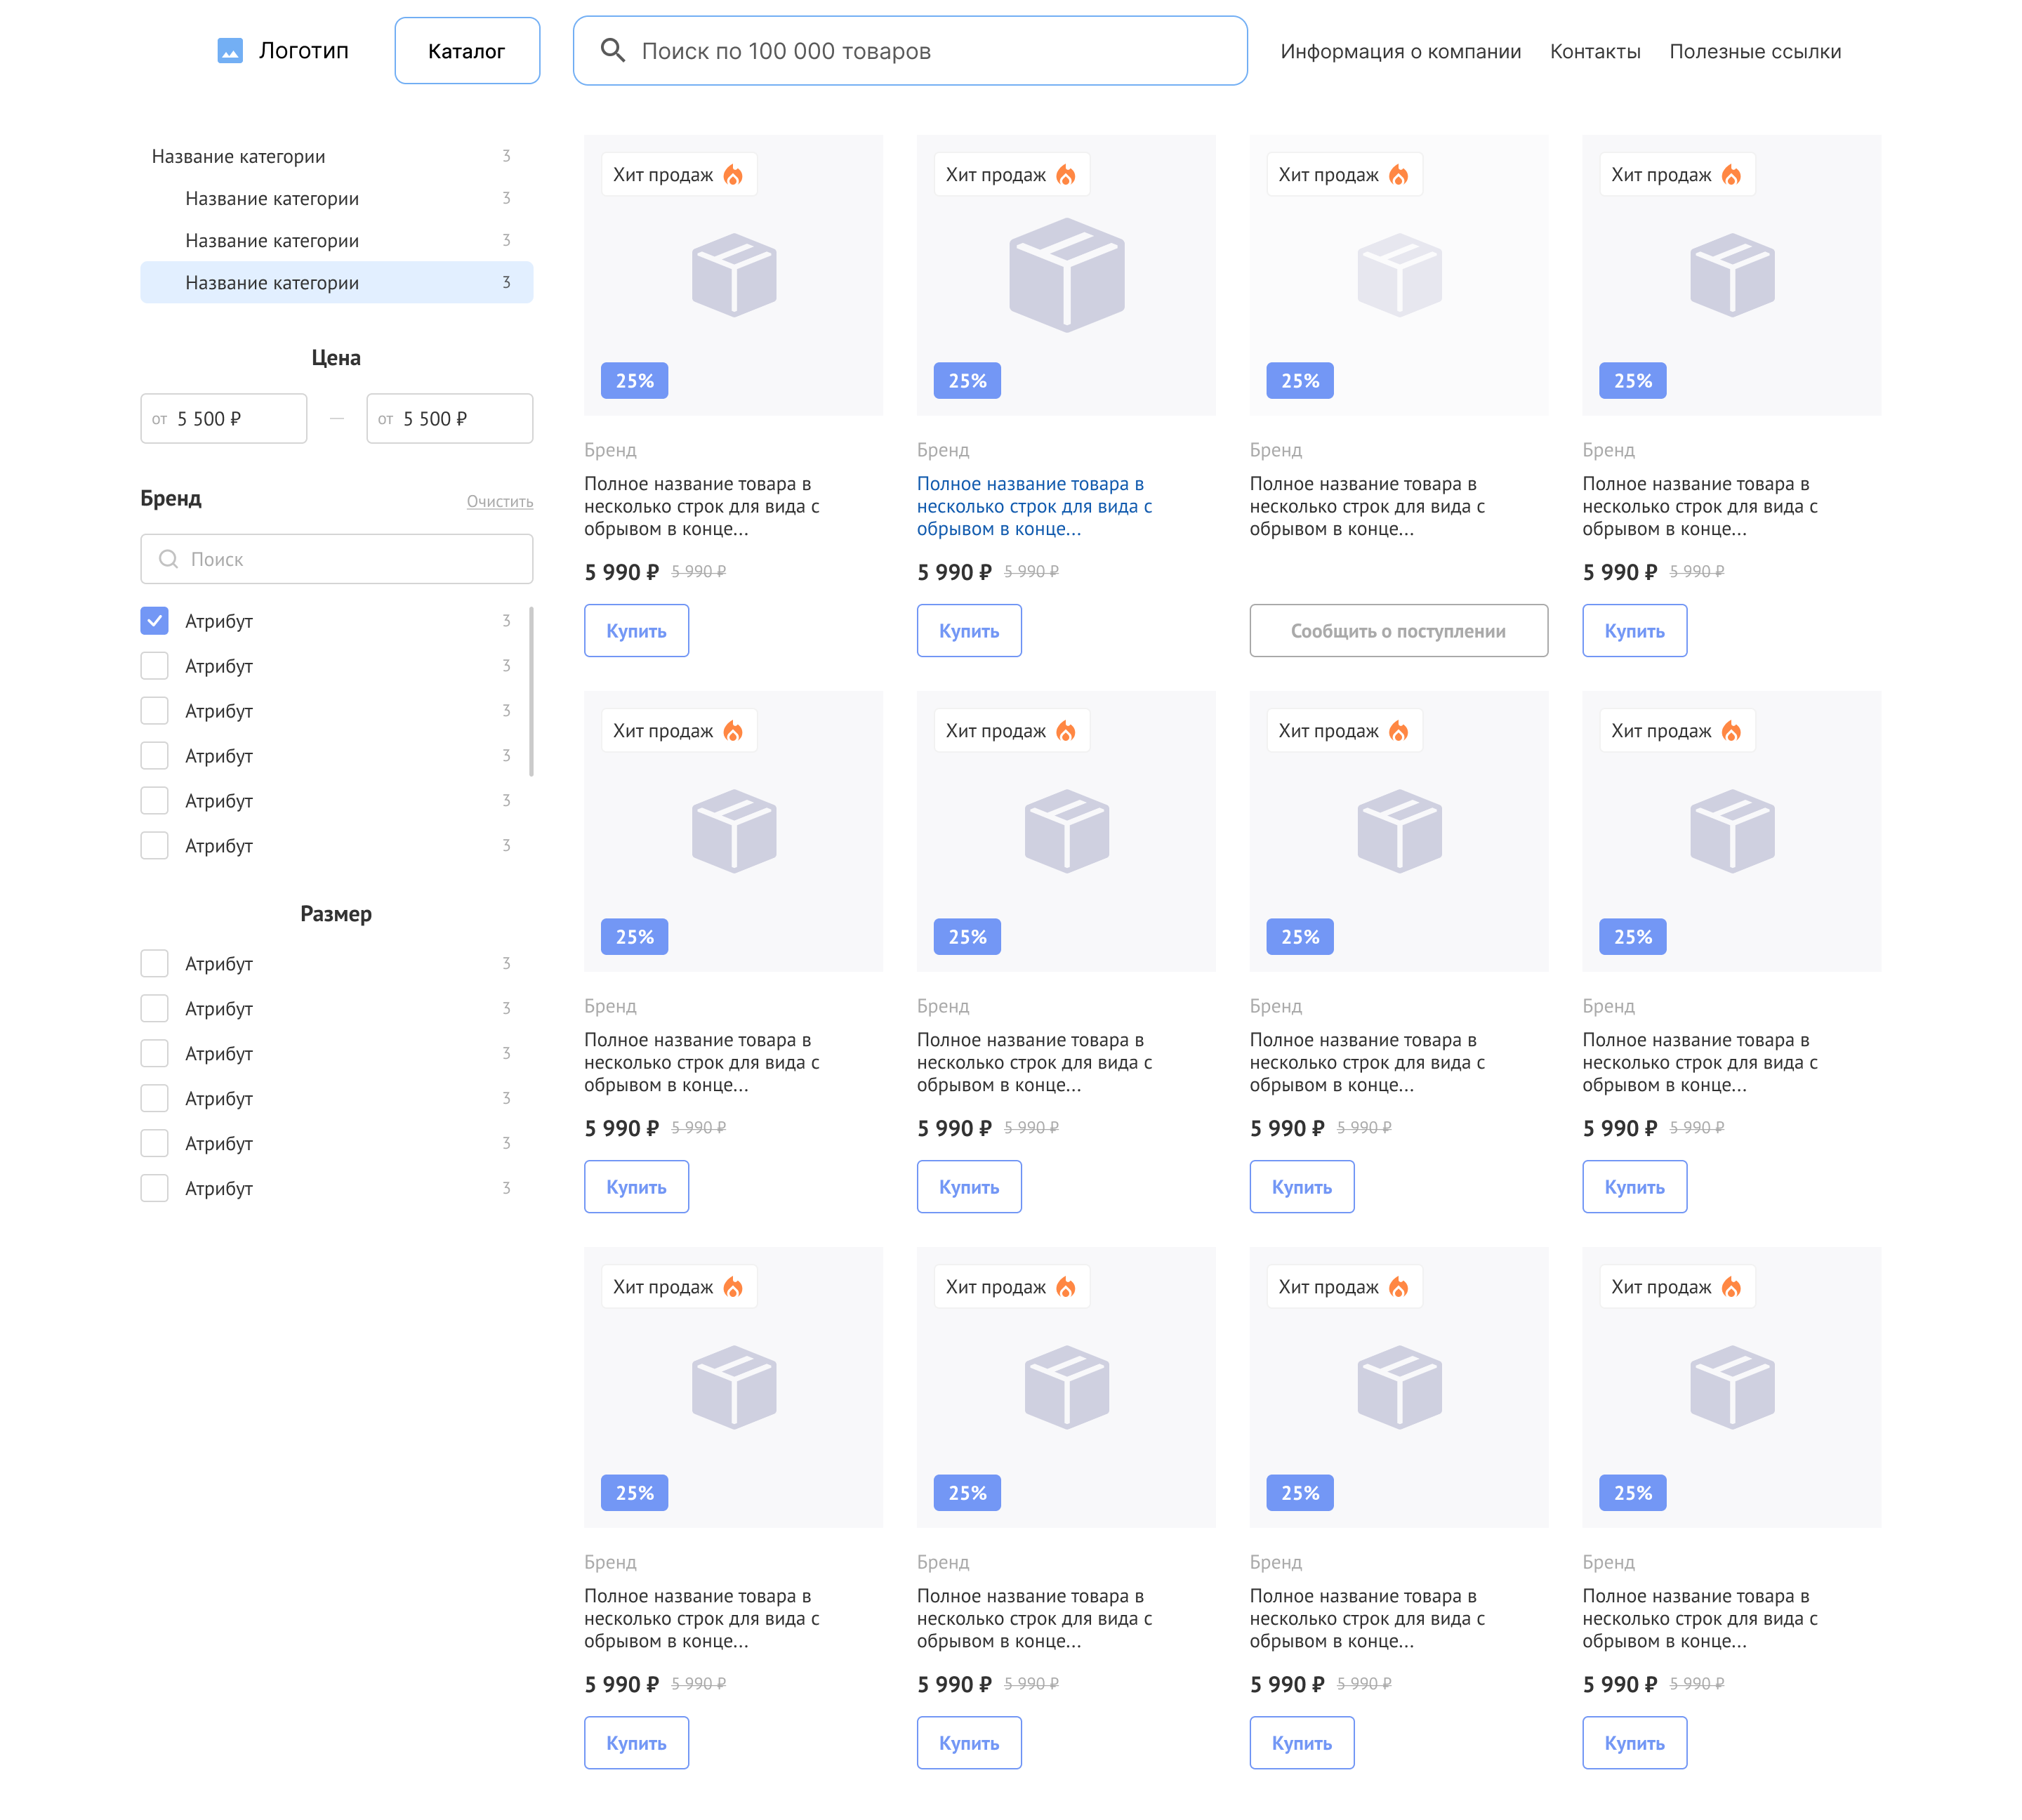 Логотип
Каталог
Поиск по 100 000 товаров
Информация о компании
Контакты
Полезные ссылки
Название категории 3
Название категории 3
Название категории 3
Название категории 3
Цена
от 5 500 ₽ — от 5 500 ₽
Бренд Очистить
Поиск
Атрибут 3
Атрибут 3
Атрибут 3
Атрибут 3
Атрибут 3
Атрибут 3
Размер
Атрибут 3
Атрибут 3
Атрибут 3
Атрибут 3
Атрибут 3
Атрибут 3
Хит продаж
25%
Бренд
Полное название товара в
несколько строк для вида с
обрывом в конце...
5 990 ₽ 5 990 ₽
Купить
Хит продаж
25%
Бренд
Полное название товара в
несколько строк для вида с
обрывом в конце...
5 990 ₽ 5 990 ₽
Купить
Хит продаж
25%
Бренд
Полное название товара в
несколько строк для вида с
обрывом в конце...
Сообщить о поступлении
Хит продаж
25%
Бренд
Полное название товара в
несколько строк для вида с
обрывом в конце...
5 990 ₽ 5 990 ₽
Купить
Хит продаж
25%
Бренд
Полное название товара в
несколько строк для вида с
обрывом в конце...
5 990 ₽ 5 990 ₽
Купить
Хит продаж
25%
Бренд
Полное название товара в
несколько строк для вида с
обрывом в конце...
5 990 ₽ 5 990 ₽
Купить
Хит продаж
25%
Бренд
Полное название товара в
несколько строк для вида с
обрывом в конце...
5 990 ₽ 5 990 ₽
Купить
Хит продаж
25%
Бренд
Полное название товара в
несколько строк для вида с
обрывом в конце...
5 990 ₽ 5 990 ₽
Купить
Хит продаж
25%
Бренд
Полное название товара в
несколько строк для вида с
обрывом в конце...
5 990 ₽ 5 990 ₽
Купить
Хит продаж
25%
Бренд
Полное название товара в
несколько строк для вида с
обрывом в конце...
5 990 ₽ 5 990 ₽
Купить
Хит продаж
25%
Бренд
Полное название товара в
несколько строк для вида с
обрывом в конце...
5 990 ₽ 5 990 ₽
Купить
Хит продаж
25%
Бренд
Полное название товара в
несколько строк для вида с
обрывом в конце...
5 990 ₽ 5 990 ₽
Купить